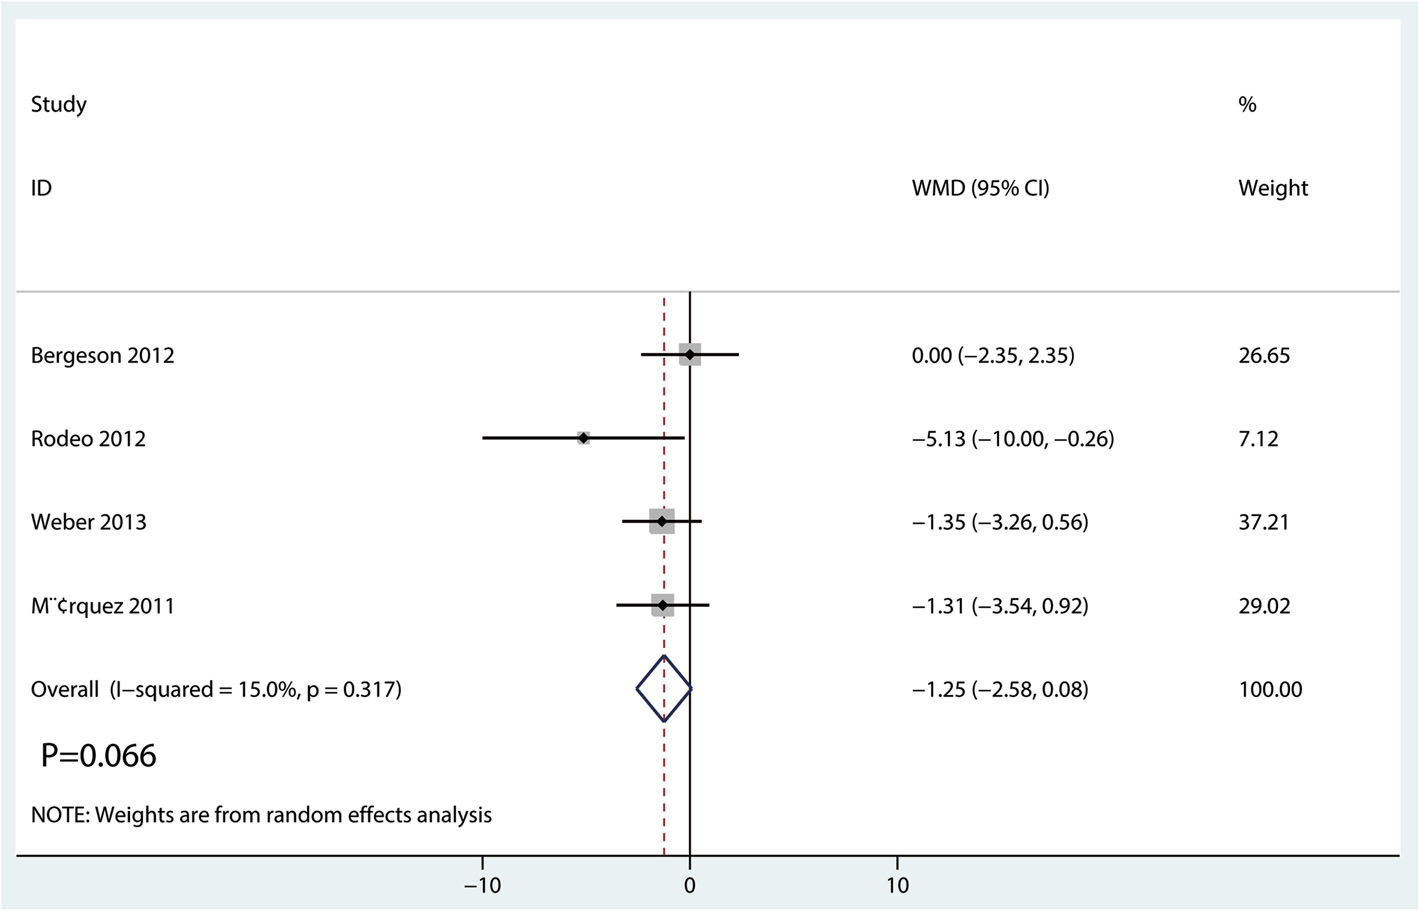 Study %
ID WMD (95% CI) Weight
Bergeson 2012 0.00 (−2.35, 2.35) 26.65
Rodeo 2012 −5.13 (−10.00, −0.26) 7.12
Weber 2013 −1.35 (−3.26, 0.56) 37.21
M¨¢rquez 2011 −1.31 (−3.54, 0.92) 29.02
Overall (I−squared = 15.0%, p = 0.317) −1.25 (−2.58, 0.08) 100.00
P=0.066
NOTE: Weights are from random effects analysis
−10 0 10